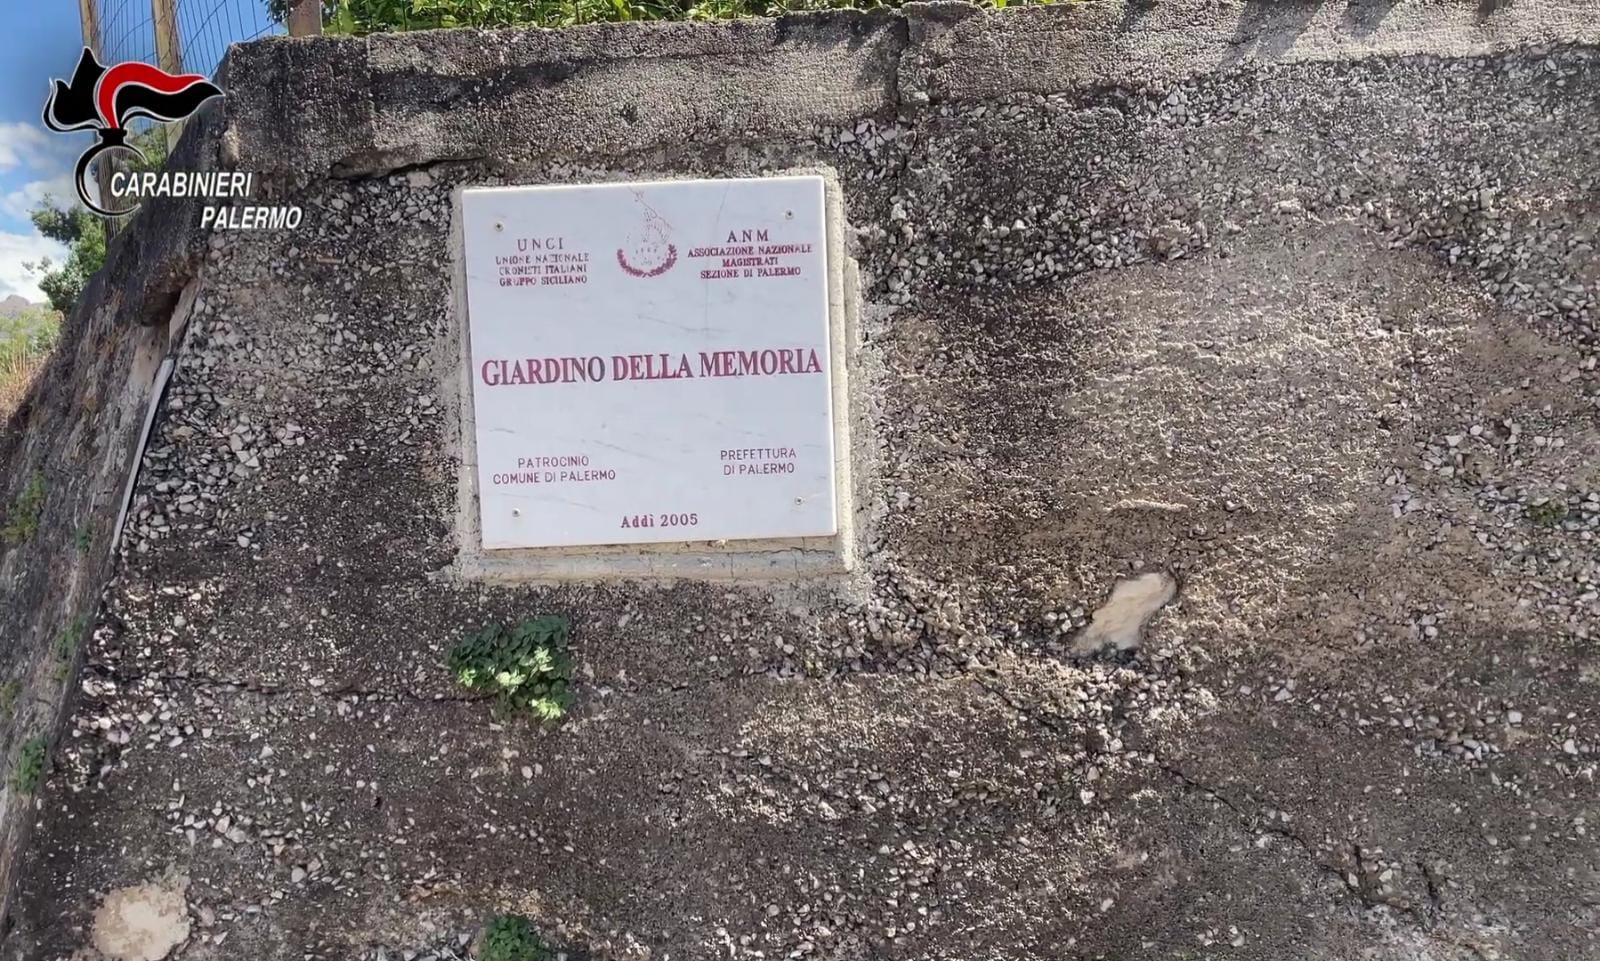 CARABINIERI
PALERMO
UNCI
UNIONE NAZIONALE
CRONISTI ITALIANI
GRUPPO SICILIANO
A.N.M.
ASSOCIAZIONE NAZIONALE
MAGISTRATI
SEZIONE DI PALERMO
GIARDINO DELLA MEMORIA
PATROCINIO
COMUNE DI PALERMO
PREFETTURA
DI PALERMO
Addì 2005